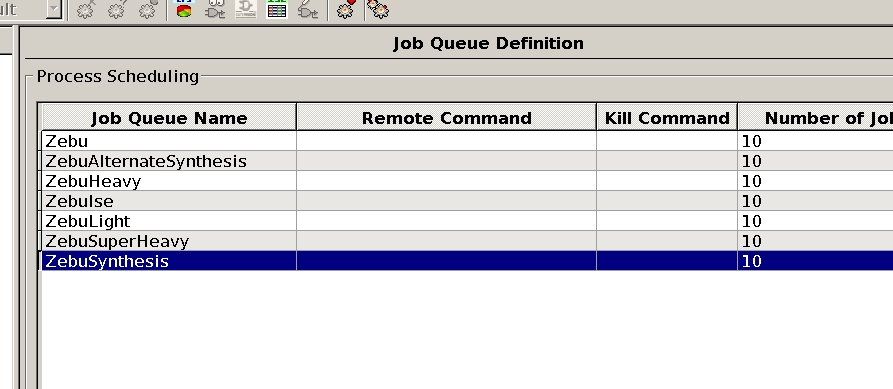 ult
Job Queue Definition
Process Scheduling
Job Queue Name Remote Command Kill Command Number of Jo
Zebu 10
ZebuAlternateSynthesis 10
ZebuHeavy 10
ZebuIse 10
ZebuLight 10
ZebuSuperHeavy 10
ZebuSynthesis 10